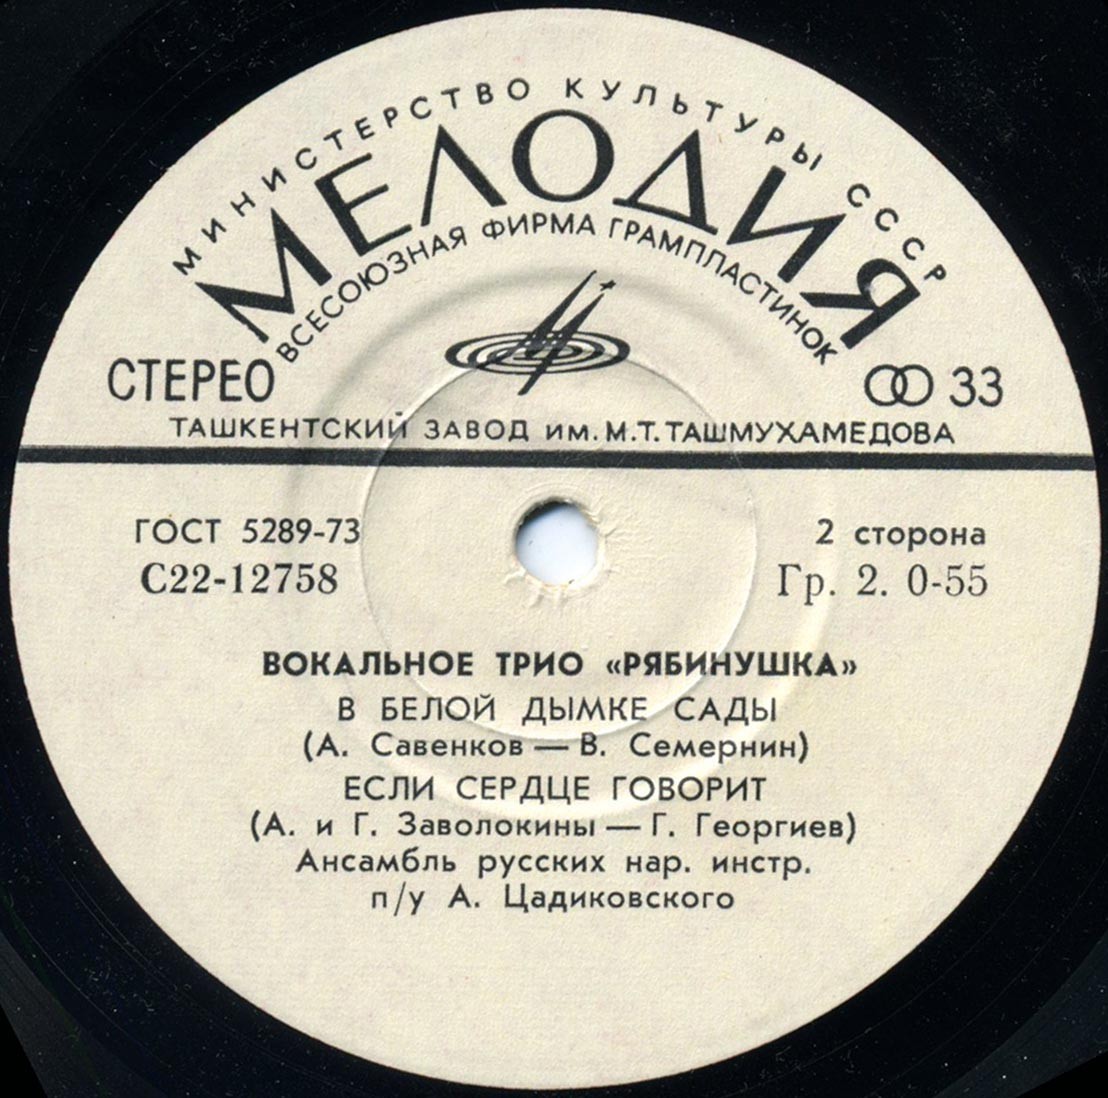 МИНИСТЕРСТВО КУЛЬТУРЫ СССР
МЕЛОДИЯ
ВСЕСОЮЗНАЯ ФИРМА ГРАМПЛАСТИНОК
СТЕРЕО 33
ТАШКЕНТСКИЙ ЗАВОД ИМ. М.Т. ТАШМУХАМЕДОВА
ГОСТ 5289-73 2 сторона
С22-12758 Гр. 2. 0-55
ВОКАЛЬНОЕ ТРИО «РЯБИНУШКА»
В БЕЛОЙ ДЫМКЕ САДЫ
(А. Савенков — В. Семернин)
ЕСЛИ СЕРДЦЕ ГОВОРИТ
(А. и Г. Заволокины — Г. Георгиев)
Ансамбль русских нар. инстр.
п/у А. Цадиковского